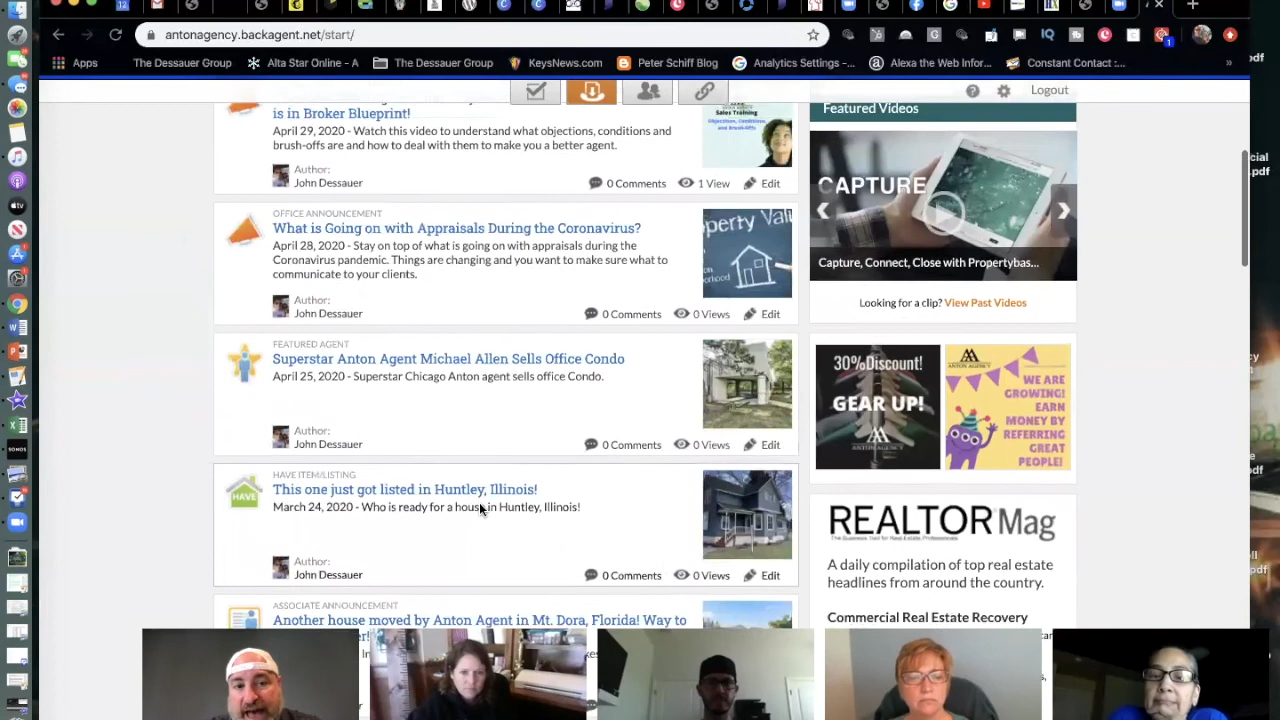 antonagency.backagent.net/start/
Apps
The Dessauer Group
Alta Star Online - A
The Dessauer Group
KeysNews.com
Peter Schiff Blog
Analytics Settings -...
Alexa the Web Infor...
Constant Contact :...
»
Logout
is in Broker Blueprint!
April 29, 2020 - Watch this video to understand what objections, conditions and
brush-offs are and how to deal with them to make you a better agent.
Author:
John Dessauer
0 Comments 1 View Edit
Sales Training
OFFICE ANNOUNCEMENT
What is Going on with Appraisals During the Coronavirus?
April 28, 2020 - Stay on top of what is going on with appraisals during the
Coronavirus pandemic. Things are changing and you want to make sure what to
communicate to your clients.
Author:
John Dessauer
0 Comments 0 Views Edit
FEATURED AGENT
Superstar Anton Agent Michael Allen Sells Office Condo
April 25, 2020 - Superstar Chicago Anton agent sells office Condo.
Author:
John Dessauer
0 Comments 0 Views Edit
HAVE ITEM/LISTING
HAVE
This one just got listed in Huntley, Illinois!
March 24, 2020 - Who is ready for a house in Huntley, Illinois!
Author:
John Dessauer
0 Comments 0 Views Edit
ASSOCIATE ANNOUNCEMENT
Another house moved by Anton Agent in Mt. Dora, Florida! Way to
Featured Videos
CAPTURE
Capture, Connect, Close with Propertybas...
Looking for a clip? View Past Videos
30% Discount!
GEAR UP!
ANTON AGENCY
WE ARE
GROWING!
EARN
MONEY BY
REFERRING
GREAT
PEOPLE!
REALTOR Mag
A daily compilation of top real estate
headlines from around the country.
Commercial Real Estate Recovery